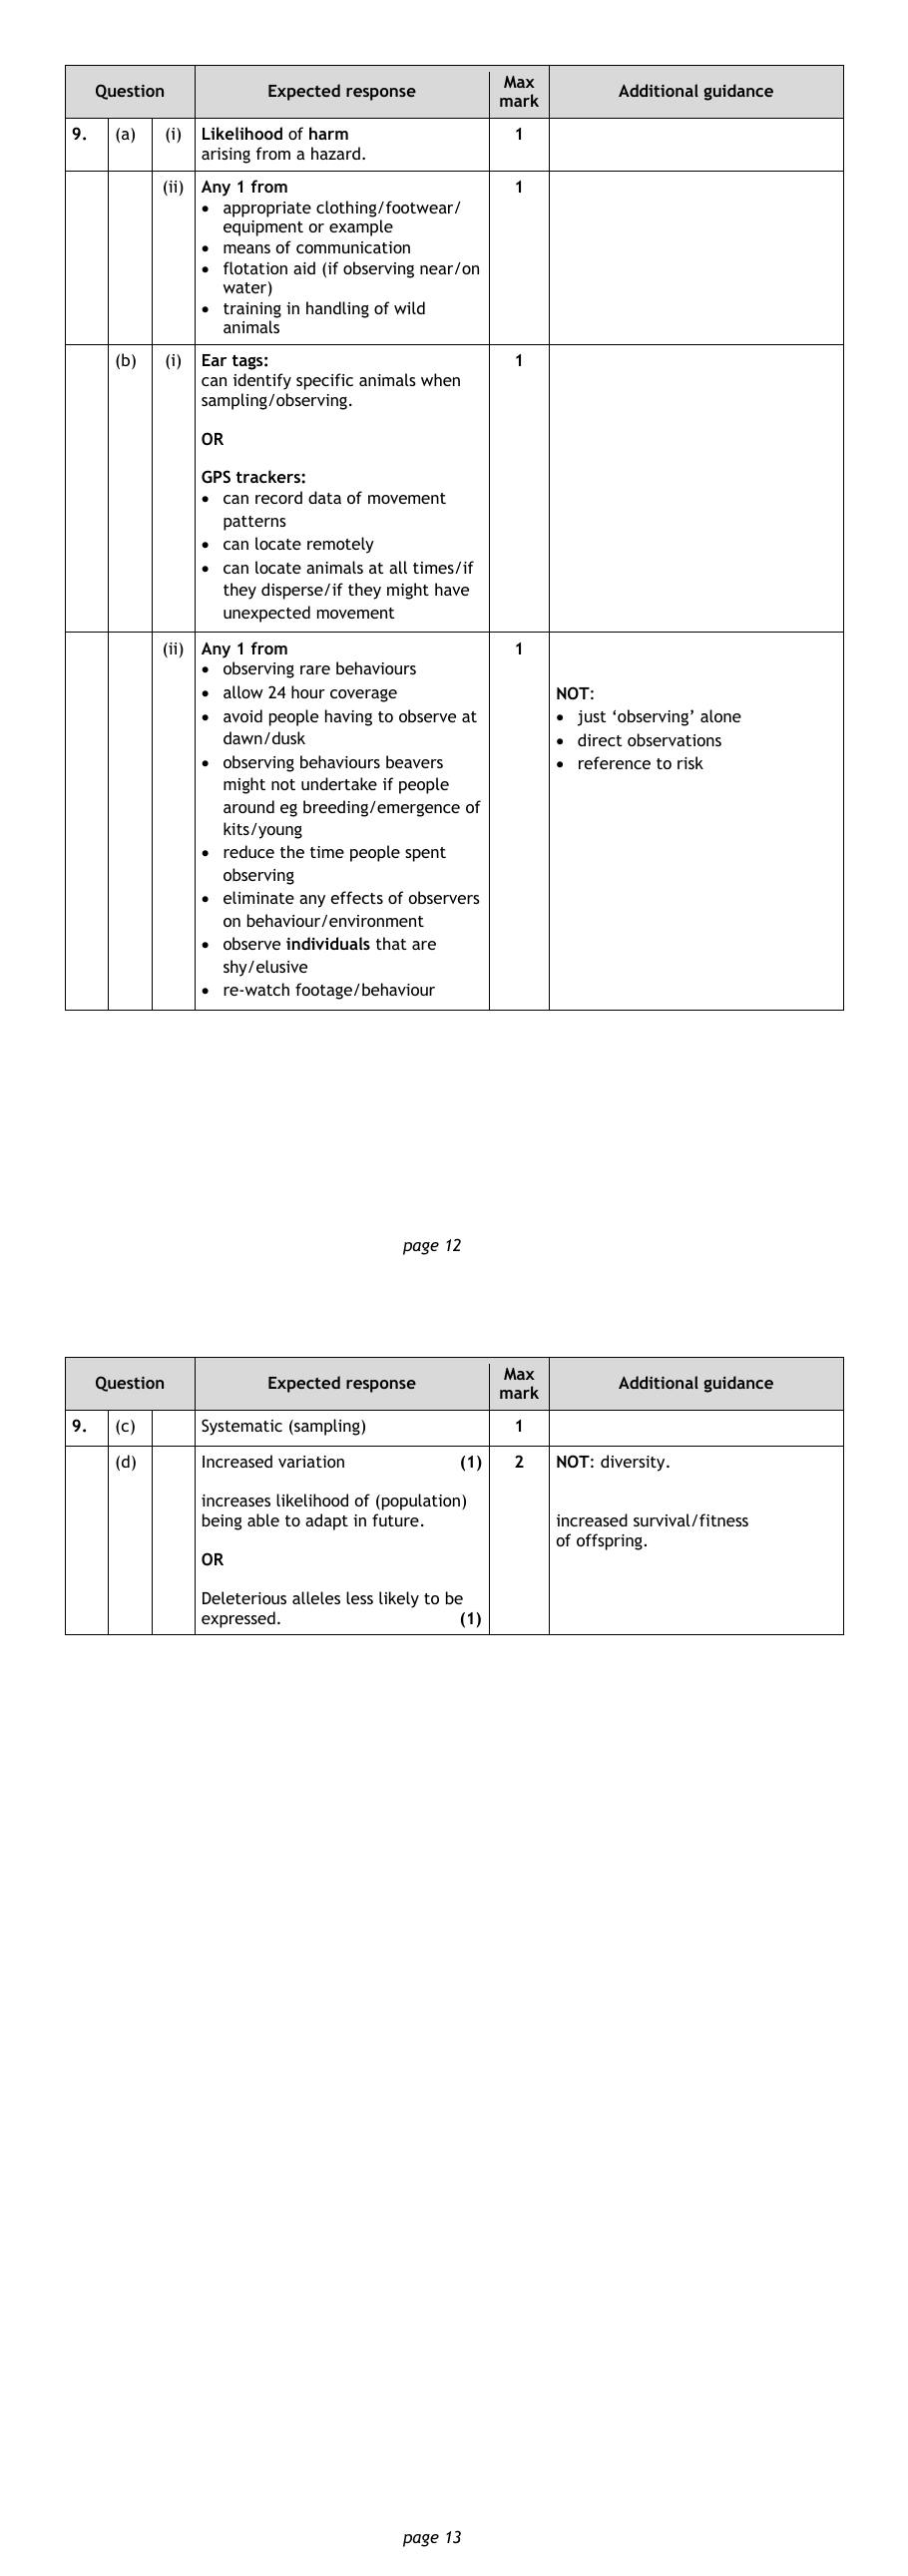 Question Expected response Max mark Additional guidance
9. (a) (i) Likelihood of harm 1
arising from a hazard.
(ii) Any 1 from 1
• appropriate clothing/footwear/
equipment or example
• means of communication
• flotation aid (if observing near/on
water)
• training in handling of wild
animals
(b) (i) Ear tags: 1
can identify specific animals when
sampling/observing.
OR
GPS trackers:
• can record data of movement
patterns
• can locate remotely
• can locate animals at all times/if
they disperse/if they might have
unexpected movement
(ii) Any 1 from 1
• observing rare behaviours
• allow 24 hour coverage
• avoid people having to observe at
dawn/dusk
• observing behaviours beavers
might not undertake if people
around eg breeding/emergence of
kits/young
• reduce the time people spent
observing
• eliminate any effects of observers
on behaviour/environment
• observe individuals that are
shy/elusive
• re-watch footage/behaviour
NOT:
• just ‘observing’ alone
• direct observations
• reference to risk
page 12
Question Expected response Max mark Additional guidance
9. (c) Systematic (sampling) 1
(d) Increased variation (1) 2 NOT: diversity.
increases likelihood of (population)
being able to adapt in future.
increased survival/fitness
of offspring.
OR
Deleterious alleles less likely to be
expressed. (1)
page 13